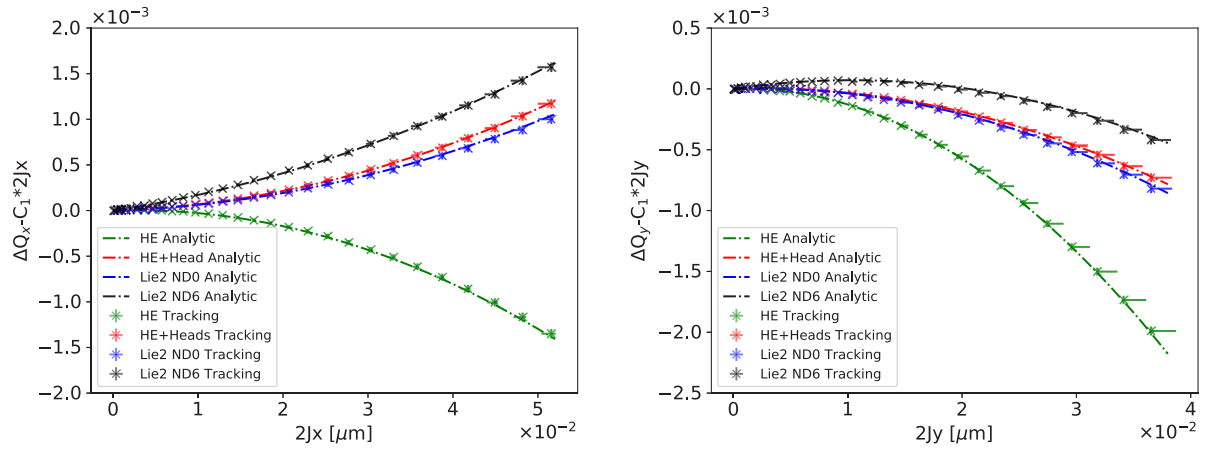 ×10⁻³
2.0
1.5
1.0
0.5
0.0
−0.5
−1.0
−1.5
−2.0
ΔQₓ-C₁*2Jx
HE Analytic
HE+Head Analytic
Lie2 ND0 Analytic
Lie2 ND6 Analytic
HE Tracking
HE+Heads Tracking
Lie2 ND0 Tracking
Lie2 ND6 Tracking
0 1 2 3 4 5
2Jx [μm]
×10⁻²
×10⁻³
0.5
0.0
−0.5
−1.0
−1.5
−2.0
−2.5
ΔQᵧ-C₁*2Jy
HE Analytic
HE+Head Analytic
Lie2 ND0 Analytic
Lie2 ND6 Analytic
HE Tracking
HE+Heads Tracking
Lie2 ND0 Tracking
Lie2 ND6 Tracking
0 1 2 3 4
2Jy [μm]
×10⁻²